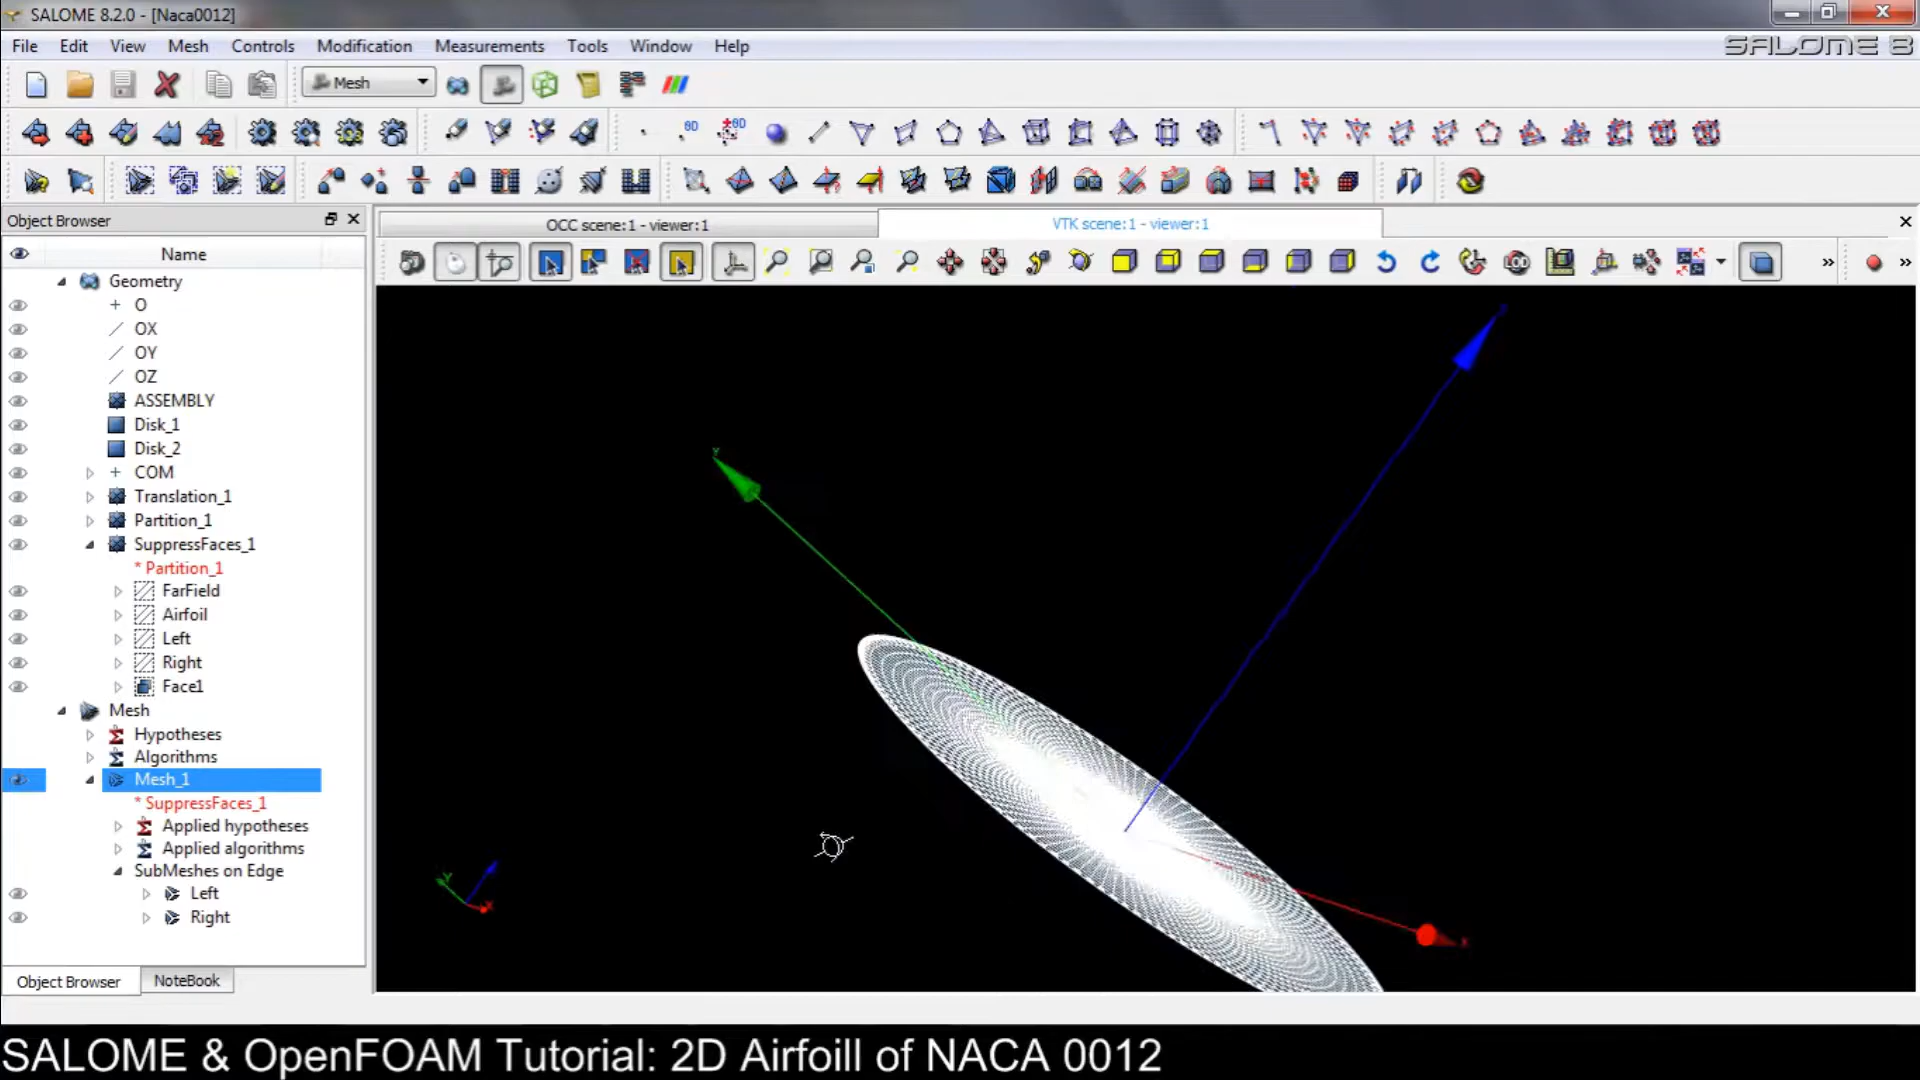 SALOME 8.2.0 - [Naca0012]
File Edit View Mesh Controls Modification Measurements Tools Window Help
SALOME 8
Mesh
0D
0D
Object Browser
OCC scene:1 - viewer:1
VTK scene:1 - viewer:1
Name
Geometry
O
OX
OY
OZ
ASSEMBLY
Disk_1
Disk_2
COM
Translation_1
Partition_1
SuppressFaces_1
* Partition_1
FarField
Airfoil
Left
Right
Face1
Mesh
Hypotheses
Algorithms
Mesh_1
* SuppressFaces_1
Applied hypotheses
Applied algorithms
SubMeshes on Edge
Left
Right
Y
X
Y
X
Object Browser
NoteBook
SALOME & OpenFOAM Tutorial: 2D Airfoill of NACA 0012